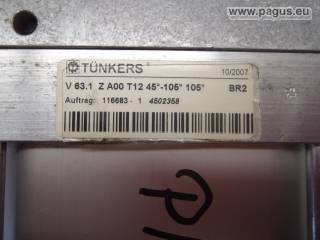 www.pagus.eu
TÜNKERS®
10/2007
V 63.1 Z A00 T12 45°-105° 105° BR2
Auftrag: 116683 - 1 4502358